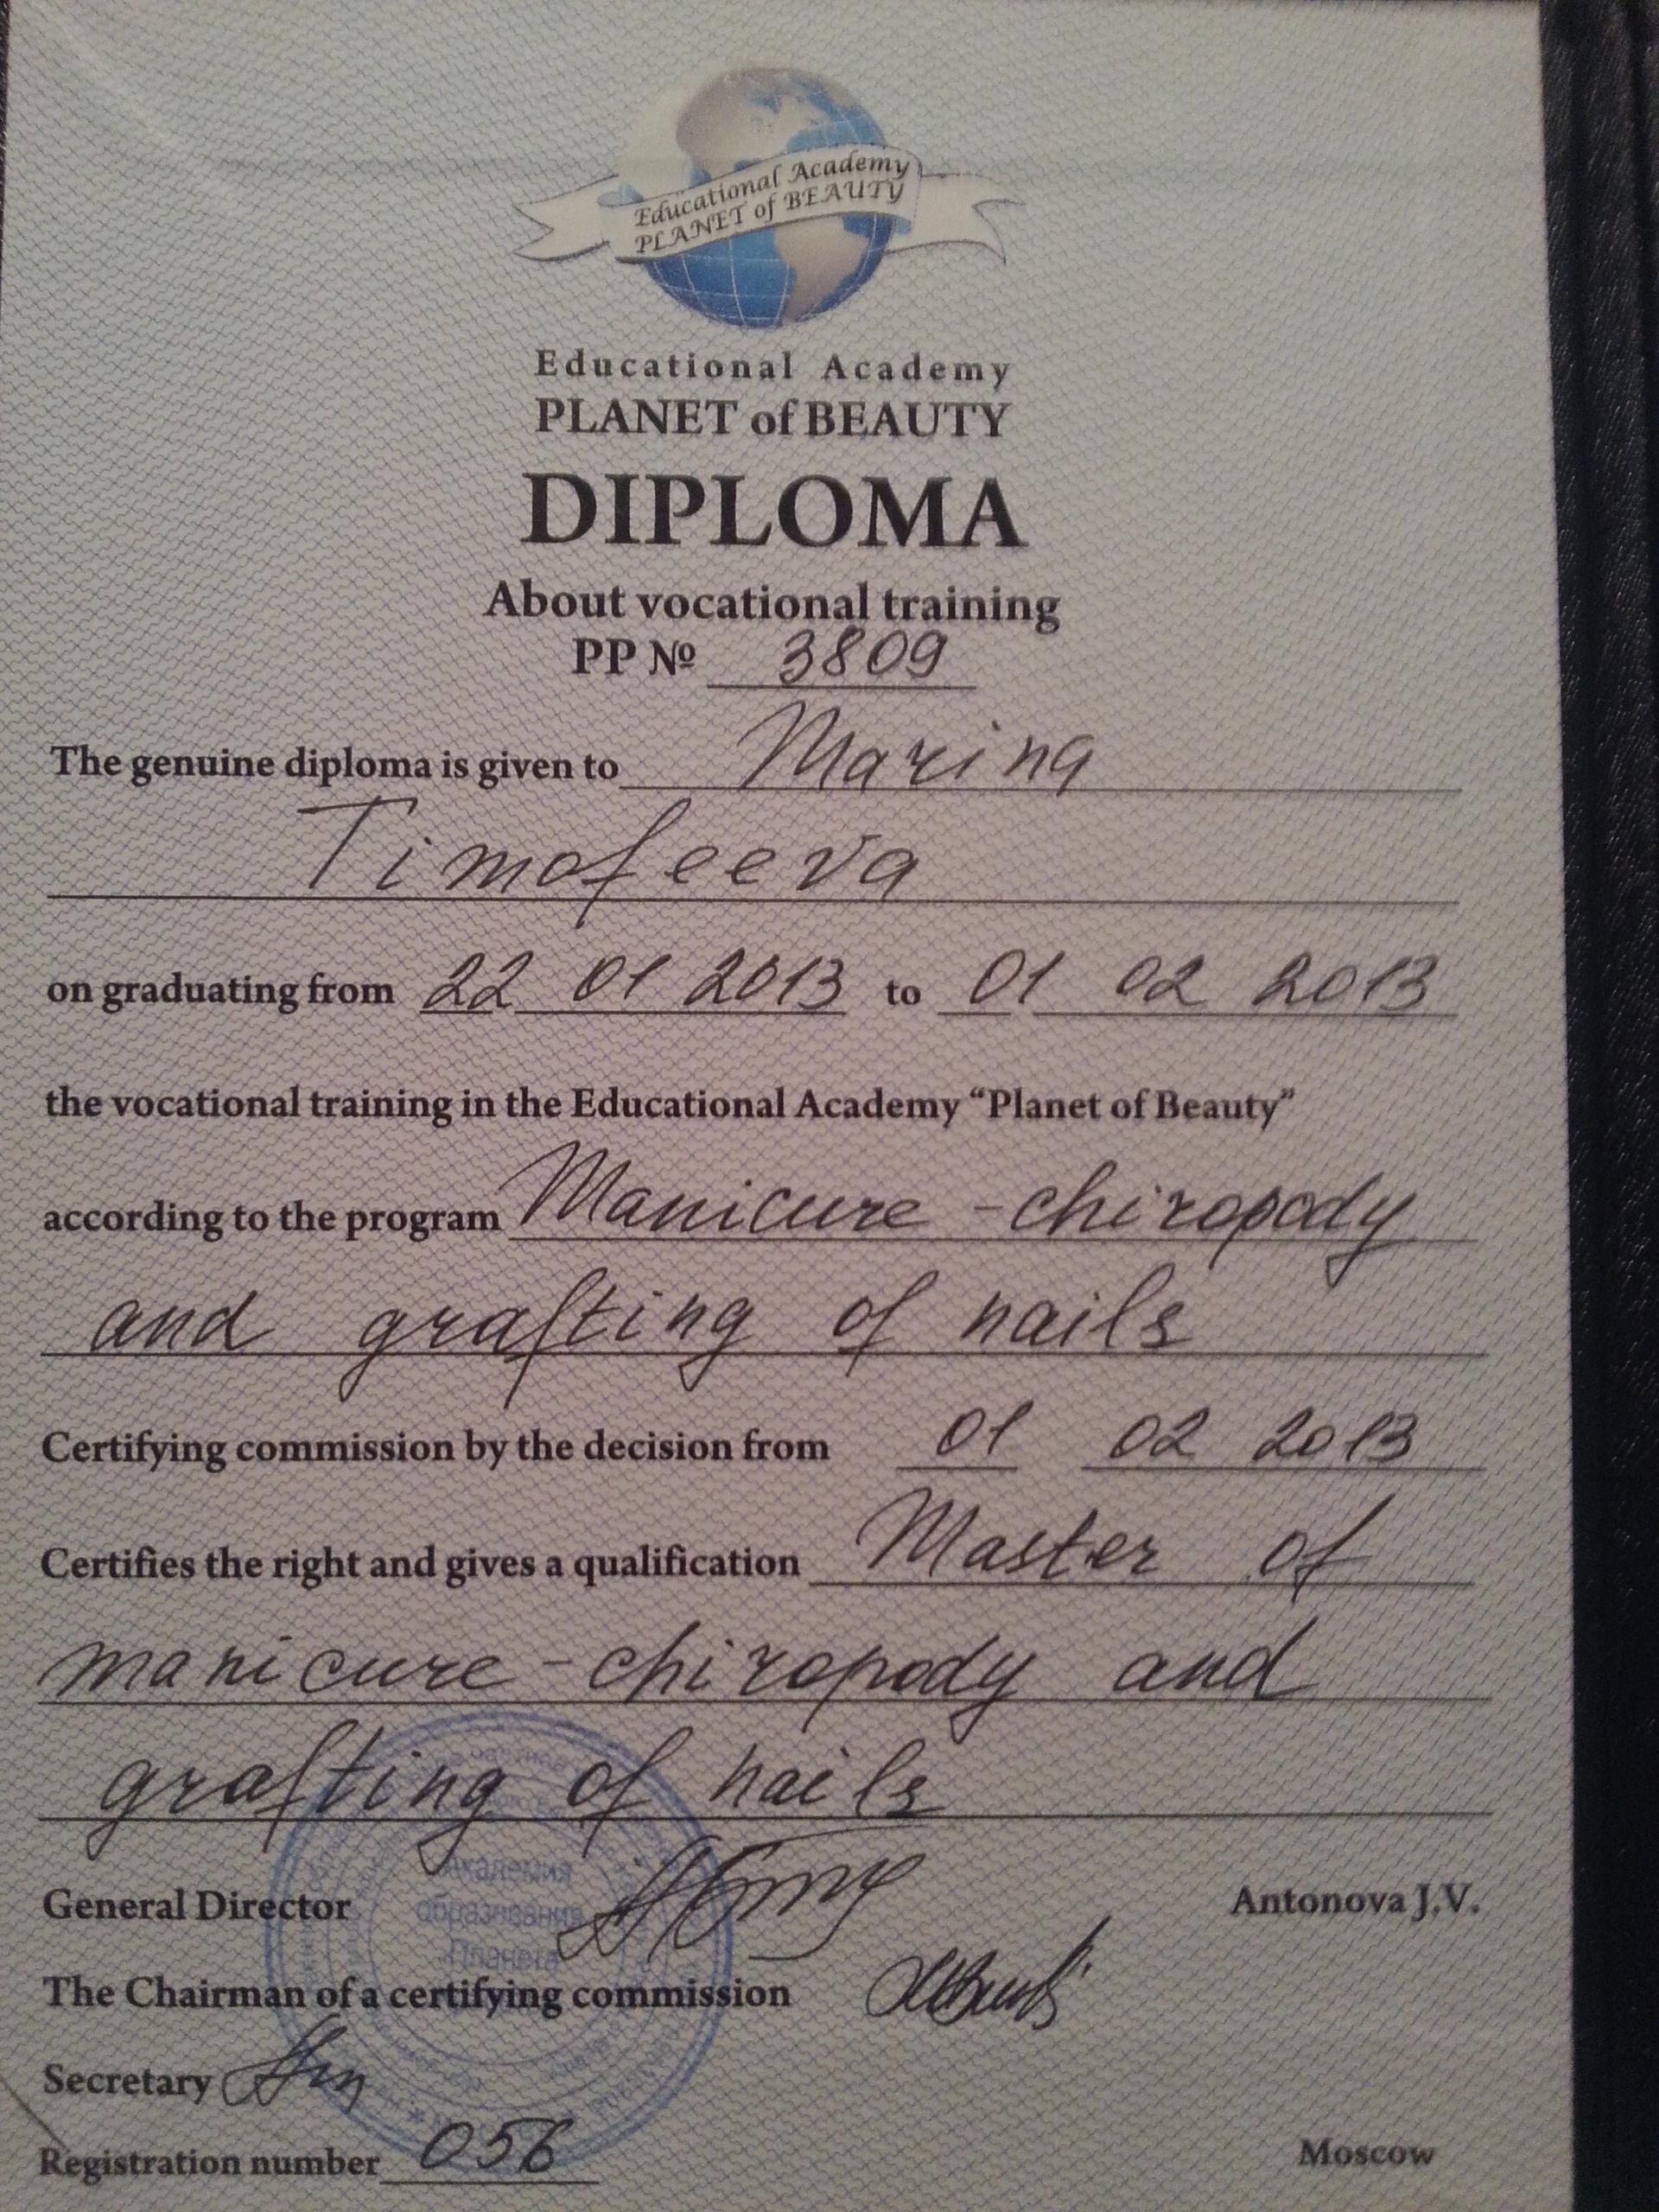 Educational Academy
PLANET of BEAUTY
Educational Academy
PLANET of BEAUTY
DIPLOMA
About vocational training
PP № 3809
The genuine diploma is given to Marina
Timofeeva
on graduating from 22 01 2013 to 01 02 2013
the vocational training in the Educational Academy “Planet of Beauty”
according to the program Manicure - chiropody
and grafting of nails
Certifying commission by the decision from 01 02 2013
Certifies the right and gives a qualification Master of
manicure - chiropody and
grafting of nails
Академия
образования
Планета
General Director Antonova J.V.
The Chairman of a certifying commission
Secretary
Registration number 056 Moscow